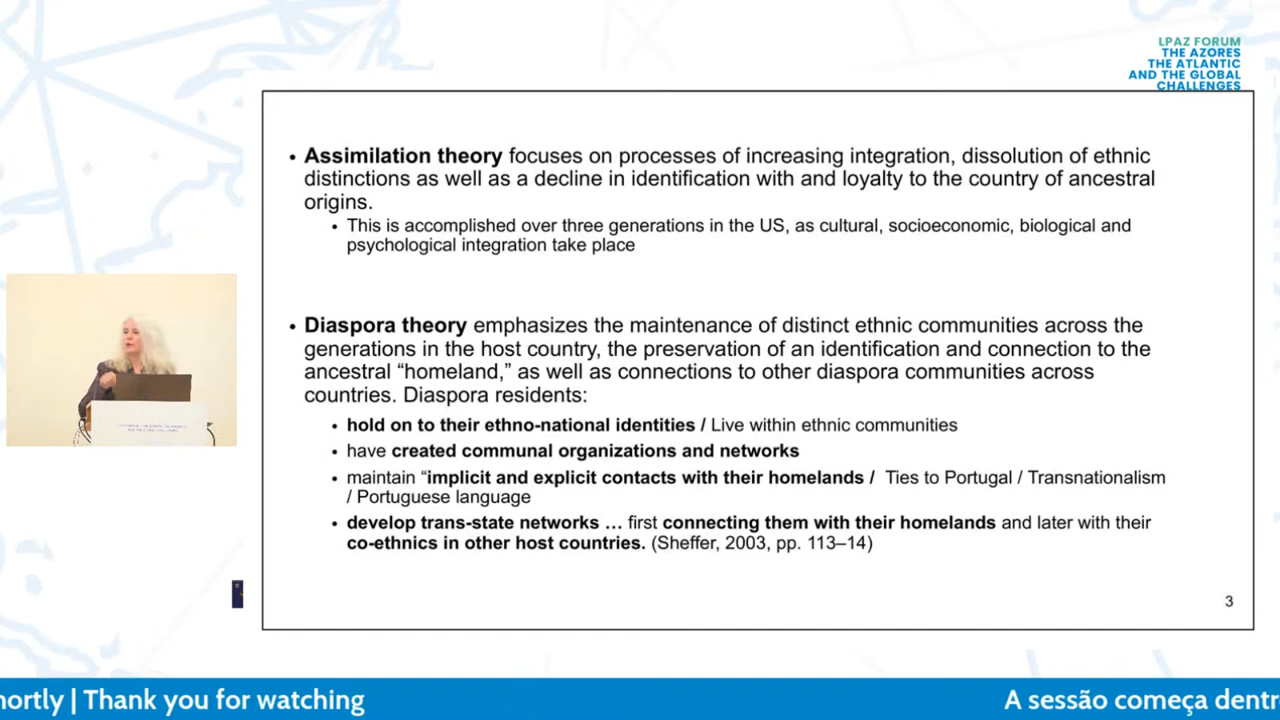 LPAZ FORUM
THE AZORES
THE ATLANTIC
AND THE GLOBAL
CHALLENGES
• Assimilation theory focuses on processes of increasing integration, dissolution of ethnic
distinctions as well as a decline in identification with and loyalty to the country of ancestral
origins.
• This is accomplished over three generations in the US, as cultural, socioeconomic, biological and
psychological integration take place
• Diaspora theory emphasizes the maintenance of distinct ethnic communities across the
generations in the host country, the preservation of an identification and connection to the
ancestral “homeland,” as well as connections to other diaspora communities across
countries. Diaspora residents:
• hold on to their ethno-national identities / Live within ethnic communities
• have created communal organizations and networks
• maintain “implicit and explicit contacts with their homelands / Ties to Portugal / Transnationalism
/ Portuguese language
• develop trans-state networks … first connecting them with their homelands and later with their
co-ethnics in other host countries. (Sheffer, 2003, pp. 113–14)
3
hortly | Thank you for watching
A sessão começa dentr